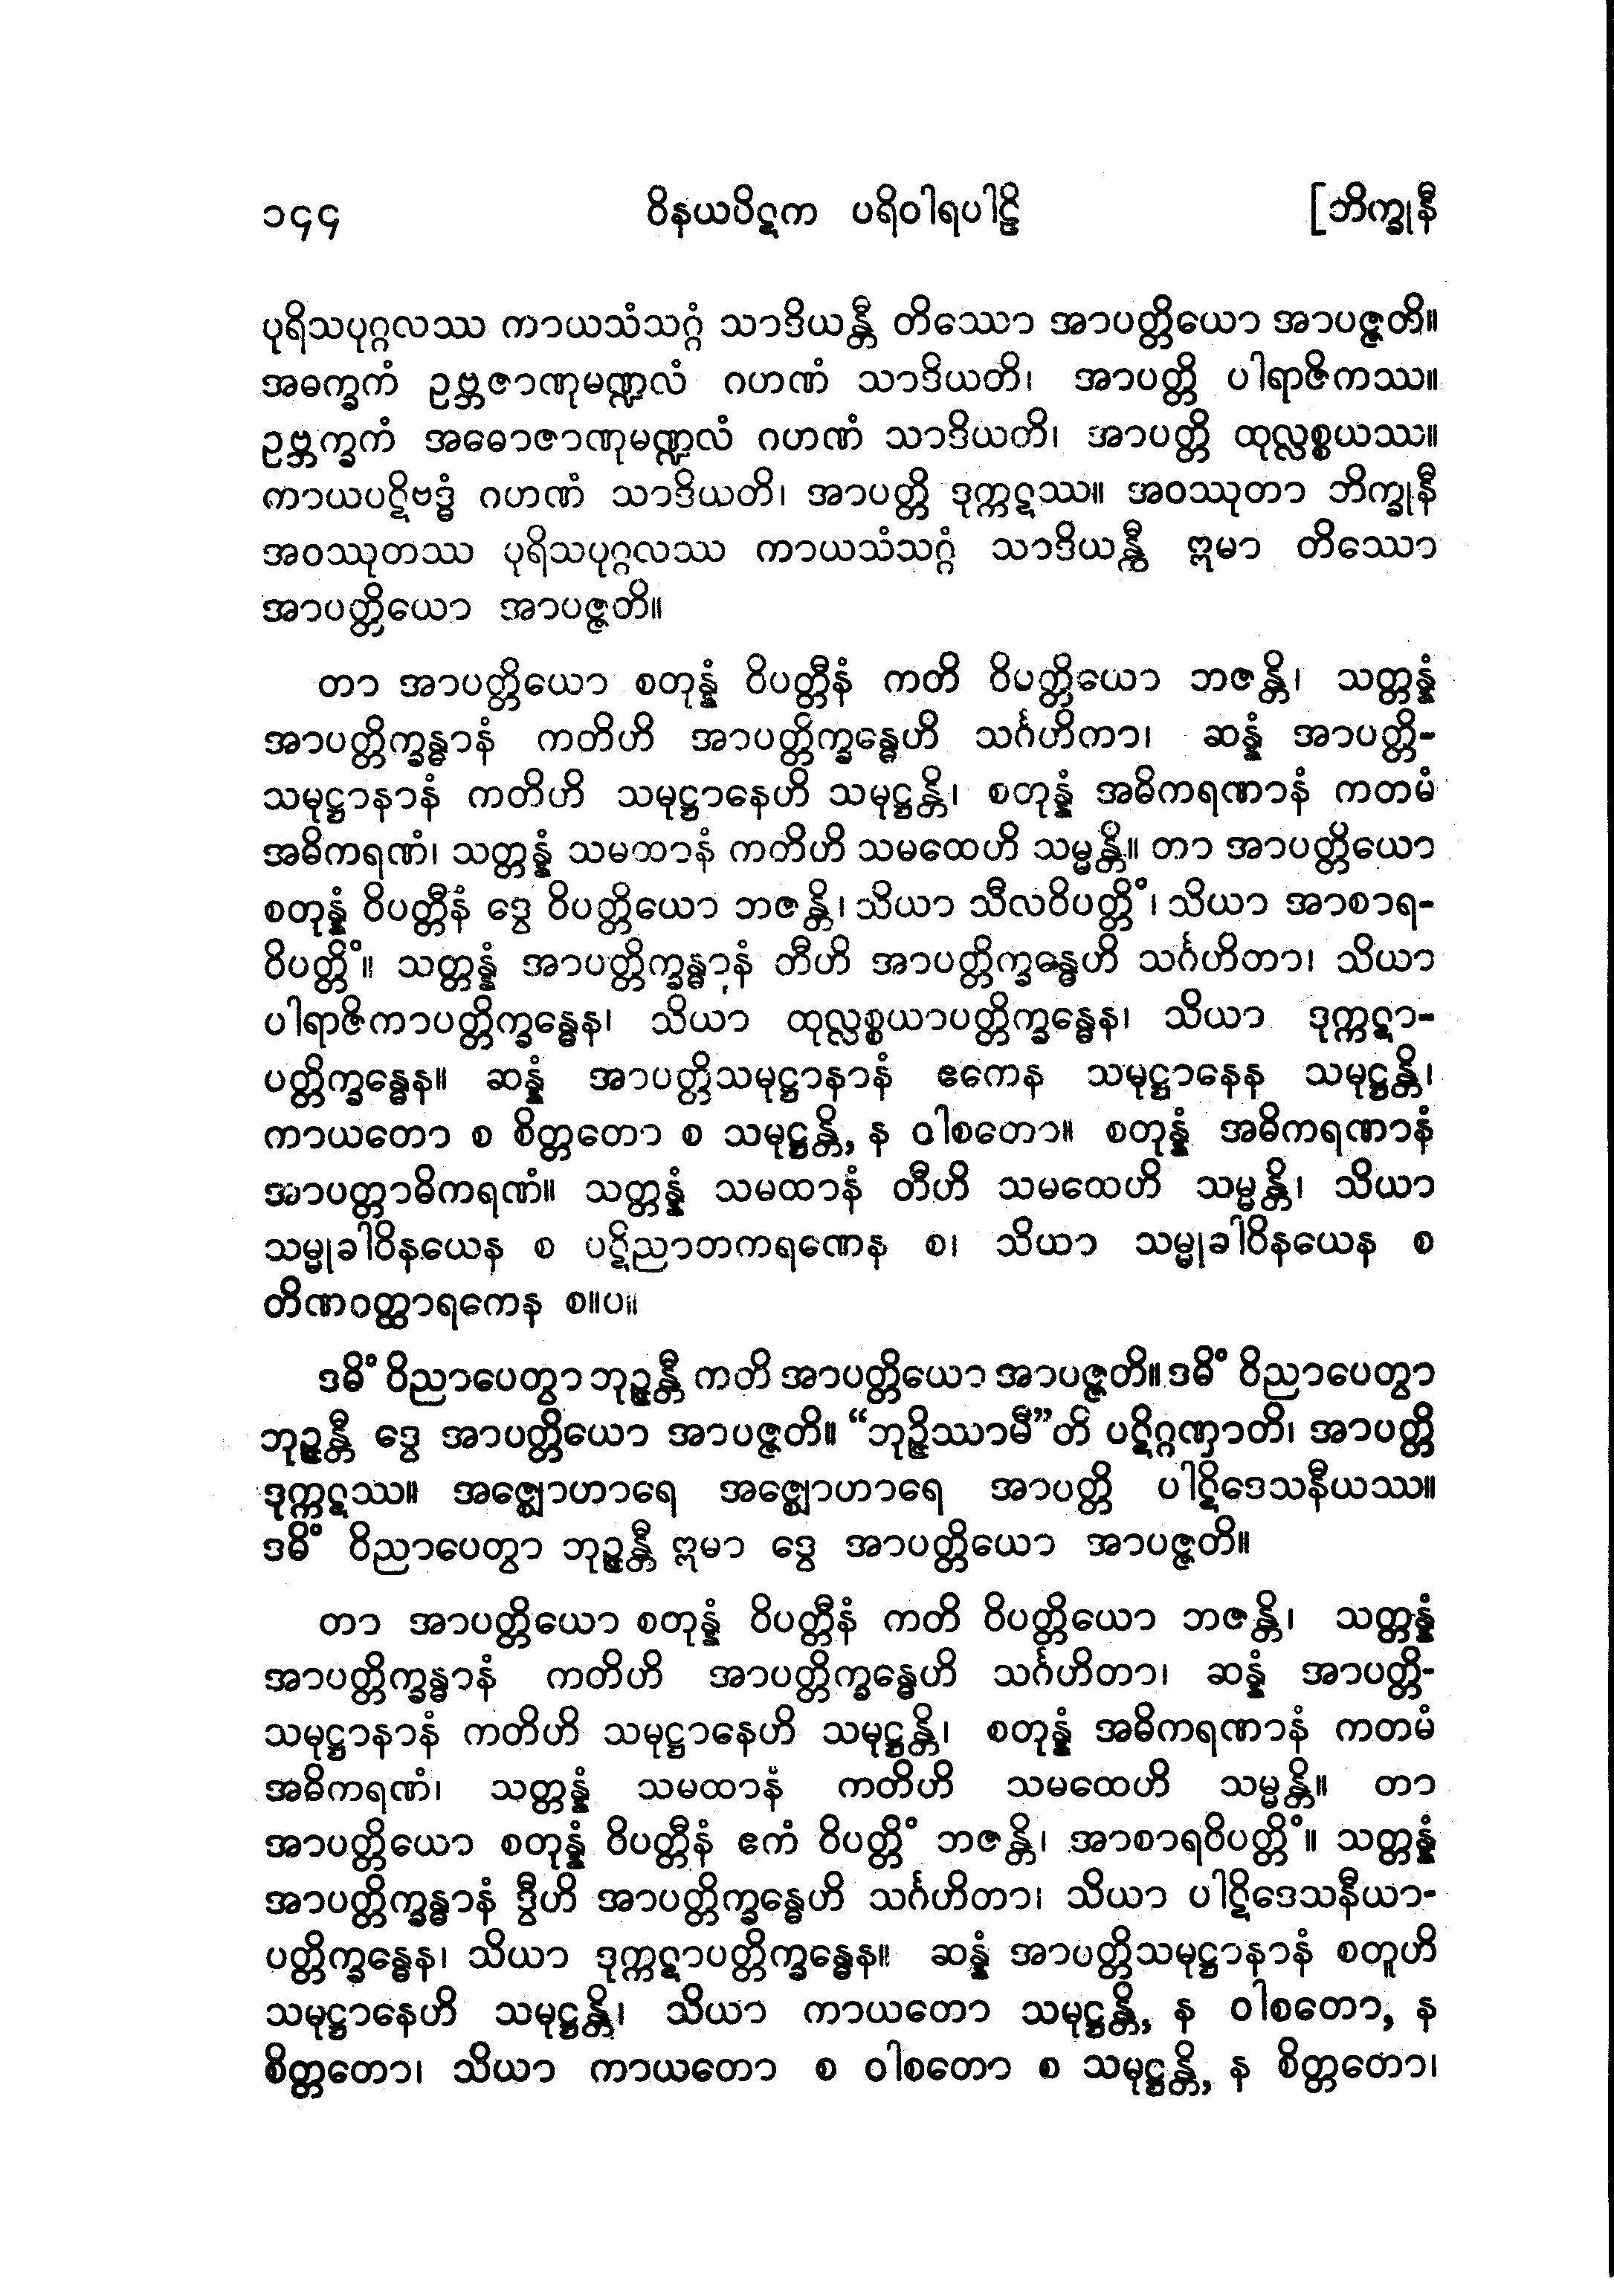 ၁၄၄ ဝိနယပိဋက ပရိဝါရပါဠိ [ဘိက္ခုနီ
ပုရိသပုဂ္ဂလဿ ကာယသံသဂ္ဂံ သာဒိယန္တီ တိဿော အာပတ္တိယော အာပဇ္ဇတိ။
အဓက္ခကံ ဥဗ္ဘဇာဏုမဏ္ဍလံ ဂဟဏံ သာဒိယတိ၊ အာပတ္တိ ပါရာဇိကဿ။
ဥဗ္ဘက္ခကံ အဓောဇာဏုမဏ္ဍလံ ဂဟဏံ သာဒိယတိ၊ အာပတ္တိ ထုလ္လစ္စယဿ။
ကာယပဋိဗဒ္ဓံ ဂဟဏံ သာဒိယတိ၊ အာပတ္တိ ဒုက္ကဋဿ။ အဝဿုတာ ဘိက္ခုနီ
အဝဿုတဿ ပုရိသပုဂ္ဂလဿ ကာယသံသဂ္ဂံ သာဒိယန္တီ ဣမာ တိဿော
အာပတ္တိယော အာပဇ္ဇတိ။
တာ အာပတ္တိယော စတုန္နံ ဝိပတ္တီနံ ကတိ ဝိပတ္တိယော ဘဇန္တိ၊ သတ္တန္နံ
အာပတ္တိက္ခန္ဓာနံ ကတိဟိ အာပတ္တိက္ခန္ဓေဟိ သင်္ဂဟိတာ၊ ဆန္နံ အာပတ္တိ-
သမုဋ္ဌာနာနံ ကတိဟိ သမုဋ္ဌာနေဟိ သမုဋ္ဌန္တိ၊ စတုန္နံ အဓိကရဏာနံ ကတမံ
အဓိကရဏံ၊ သတ္တန္နံ သမထာနံ ကတိဟိ သမထေဟိ သမ္မန္တိ။ တာ အာပတ္တိယော
စတုန္နံ ဝိပတ္တီနံ ဒွေ ဝိပတ္တိယော ဘဇန္တိ၊ သိယာ သီလဝိပတ္တိံ၊ သိယာ အာစာရ-
ဝိပတ္တိံ။ သတ္တန္နံ အာပတ္တိက္ခန္ဓာနံ တီဟိ အာပတ္တိက္ခန္ဓေဟိ သင်္ဂဟိတာ၊ သိယာ
ပါရာဇိကာပတ္တိက္ခန္ဓေန၊ သိယာ ထုလ္လစ္စယာပတ္တိက္ခန္ဓေန၊ သိယာ ဒုက္ကဋာ-
ပတ္တိက္ခန္ဓေန။ ဆန္နံ အာပတ္တိသမုဋ္ဌာနာနံ ဧကေန သမုဋ္ဌာနေန သမုဋ္ဌန္တိ၊
ကာယတော စ စိတ္တတော စ သမုဋ္ဌန္တိ, န ဝါစတော။ စတုန္နံ အဓိကရဏာနံ
အာပတ္တာဓိကရဏံ။ သတ္တန္နံ သမထာနံ တီဟိ သမထေဟိ သမ္မန္တိ၊ သိယာ
သမ္မုခါဝိနယေန စ ပဋိညာတကရဏေန စ၊ သိယာ သမ္မုခါဝိနယေန စ
တိဏဝတ္ထာရကေန စ။ပ။
ဒဓိံ ဝိညာပေတွာ ဘုဉ္ဇန္တီ ကတိ အာပတ္တိယော အာပဇ္ဇတိ။ ဒဓိံ ဝိညာပေတွာ
ဘုဉ္ဇန္တီ ဒွေ အာပတ္တိယော အာပဇ္ဇတိ။ “ဘုဉ္ဇိဿာမီ”တိ ပဋိဂ္ဂဏှာတိ၊ အာပတ္တိ
ဒုက္ကဋဿ။ အဇ္ဈောဟာရေ အဇ္ဈောဟာရေ အာပတ္တိ ပါဋိဒေသနီယဿ။
ဒဓိံ ဝိညာပေတွာ ဘုဉ္ဇန္တီ ဣမာ ဒွေ အာပတ္တိယော အာပဇ္ဇတိ။
တာ အာပတ္တိယော စတုန္နံ ဝိပတ္တီနံ ကတိ ဝိပတ္တိယော ဘဇန္တိ၊ သတ္တန္နံ
အာပတ္တိက္ခန္ဓာနံ ကတိဟိ အာပတ္တိက္ခန္ဓေဟိ သင်္ဂဟိတာ၊ ဆန္နံ အာပတ္တိ-
သမုဋ္ဌာနာနံ ကတိဟိ သမုဋ္ဌာနေဟိ သမုဋ္ဌန္တိ၊ စတုန္နံ အဓိကရဏာနံ ကတမံ
အဓိကရဏံ၊ သတ္တန္နံ သမထာနံ ကတိဟိ သမထေဟိ သမ္မန္တိ။ တာ
အာပတ္တိယော စတုန္နံ ဝိပတ္တီနံ ဧကံ ဝိပတ္တိံ ဘဇန္တိ၊ အာစာရဝိပတ္တိံ။ သတ္တန္နံ
အာပတ္တိက္ခန္ဓာနံ ဒွီဟိ အာပတ္တိက္ခန္ဓေဟိ သင်္ဂဟိတာ၊ သိယာ ပါဋိဒေသနီယာ-
ပတ္တိက္ခန္ဓေန၊ သိယာ ဒုက္ကဋာပတ္တိက္ခန္ဓေန။ ဆန္နံ အာပတ္တိသမုဋ္ဌာနာနံ စတူဟိ
သမုဋ္ဌာနေဟိ သမုဋ္ဌန္တိ၊ သိယာ ကာယတော သမုဋ္ဌန္တိ, န ဝါစတော, န
စိတ္တတော၊ သိယာ ကာယတော စ ဝါစတော စ သမုဋ္ဌန္တိ, န စိတ္တတော၊